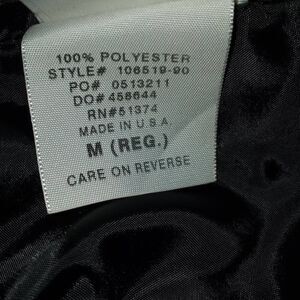 100% POLYESTER
STYLE# 106519-90
PO# 0513211
DO# 458644
RN#51374
MADE IN U.S.A.
M (REG.)
CARE ON REVERSE